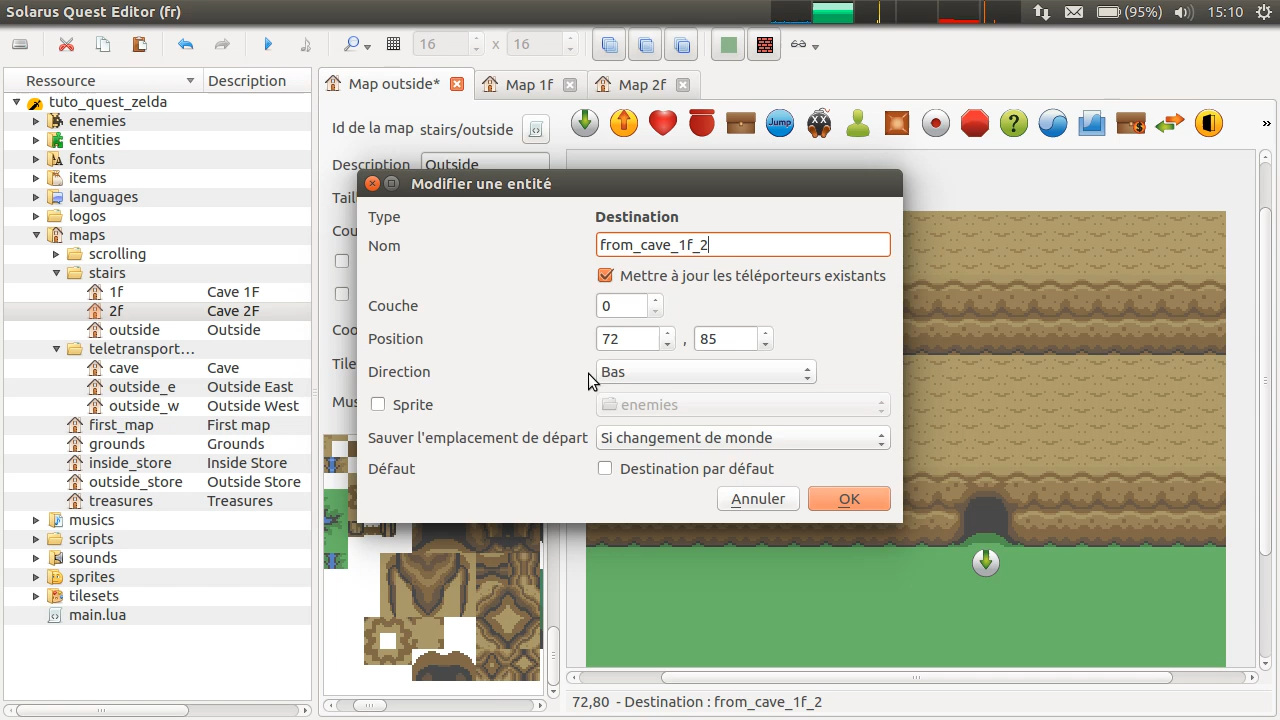 Solarus Quest Editor (fr)
(95%)
15:10
16 x 16
Ressource Description
Map outside*
Map 1f
Map 2f
tuto_quest_zelda
enemies
entities
fonts
items
languages
logos
maps
scrolling
stairs
1f Cave 1F
2f Cave 2F
outside Outside
teletransport...
cave Cave
outside_e Outside East
outside_w Outside West
first_map First map
grounds Grounds
inside_store Inside Store
outside_store Outside Store
treasures Treasures
musics
scripts
sounds
sprites
tilesets
main.lua
Id de la map stairs/outside
Jump
»
Description Outside
Tail
Cou
Coo
Tile
Mus
Modifier une entité
Type Destination
Nom from_cave_1f_2
Mettre à jour les téléporteurs existants
Couche 0
Position 72 , 85
Direction Bas
Sprite enemies
Sauver l'emplacement de départ Si changement de monde
Défaut Destination par défaut
Annuler OK
72,80 - Destination : from_cave_1f_2